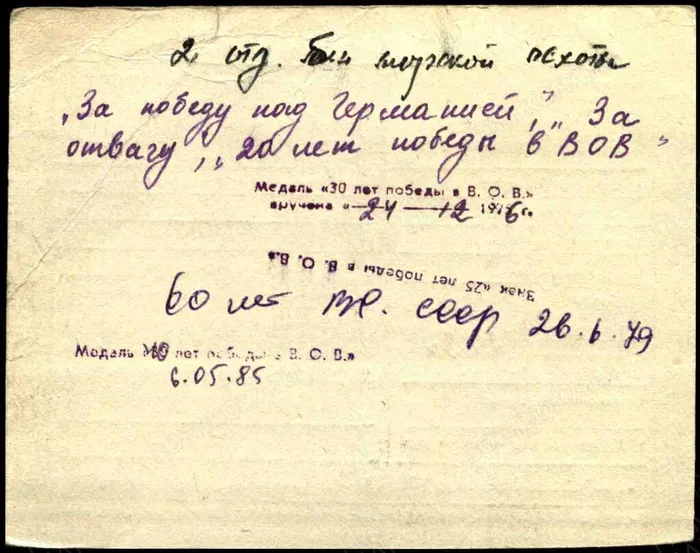 2 отд. бтн морской пехоты
„За победу над Германией", „За
отвагу", „20 лет победы в "ВОВ"
Медаль «30 лет победы в В. О. В.»
вручена «24 12 1976 г.
Знак «25 лет победы в В. О. В.»
60 лет ВС. СССР 26.6.79
Медаль «40 лет победы в В. О. В.»
6.05.85